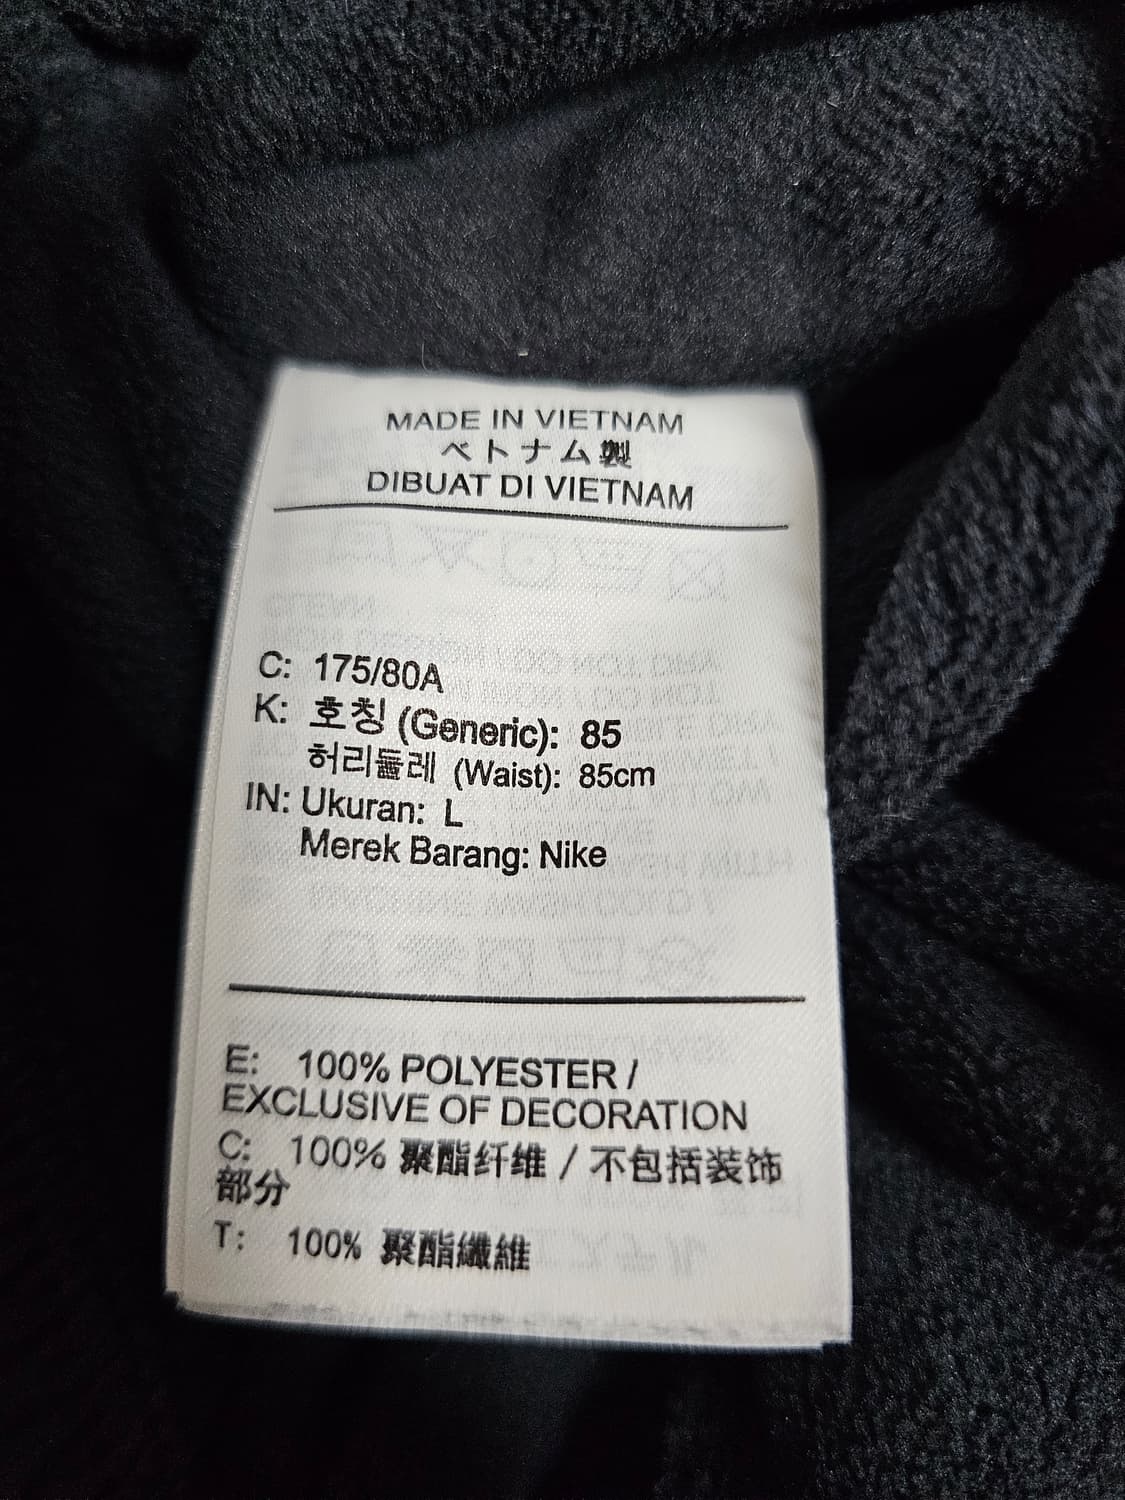 MADE IN VIETNAM
ベトナム製
DIBUAT DI VIETNAM
C: 175/80A
K: 호칭 (Generic): 85
허리둘레 (Waist): 85cm
IN: Ukuran: L
Merek Barang: Nike
E: 100% POLYESTER /
EXCLUSIVE OF DECORATION
C: 100% 聚酯纤维 / 不包括装饰
部分
T: 100% 聚酯纖維